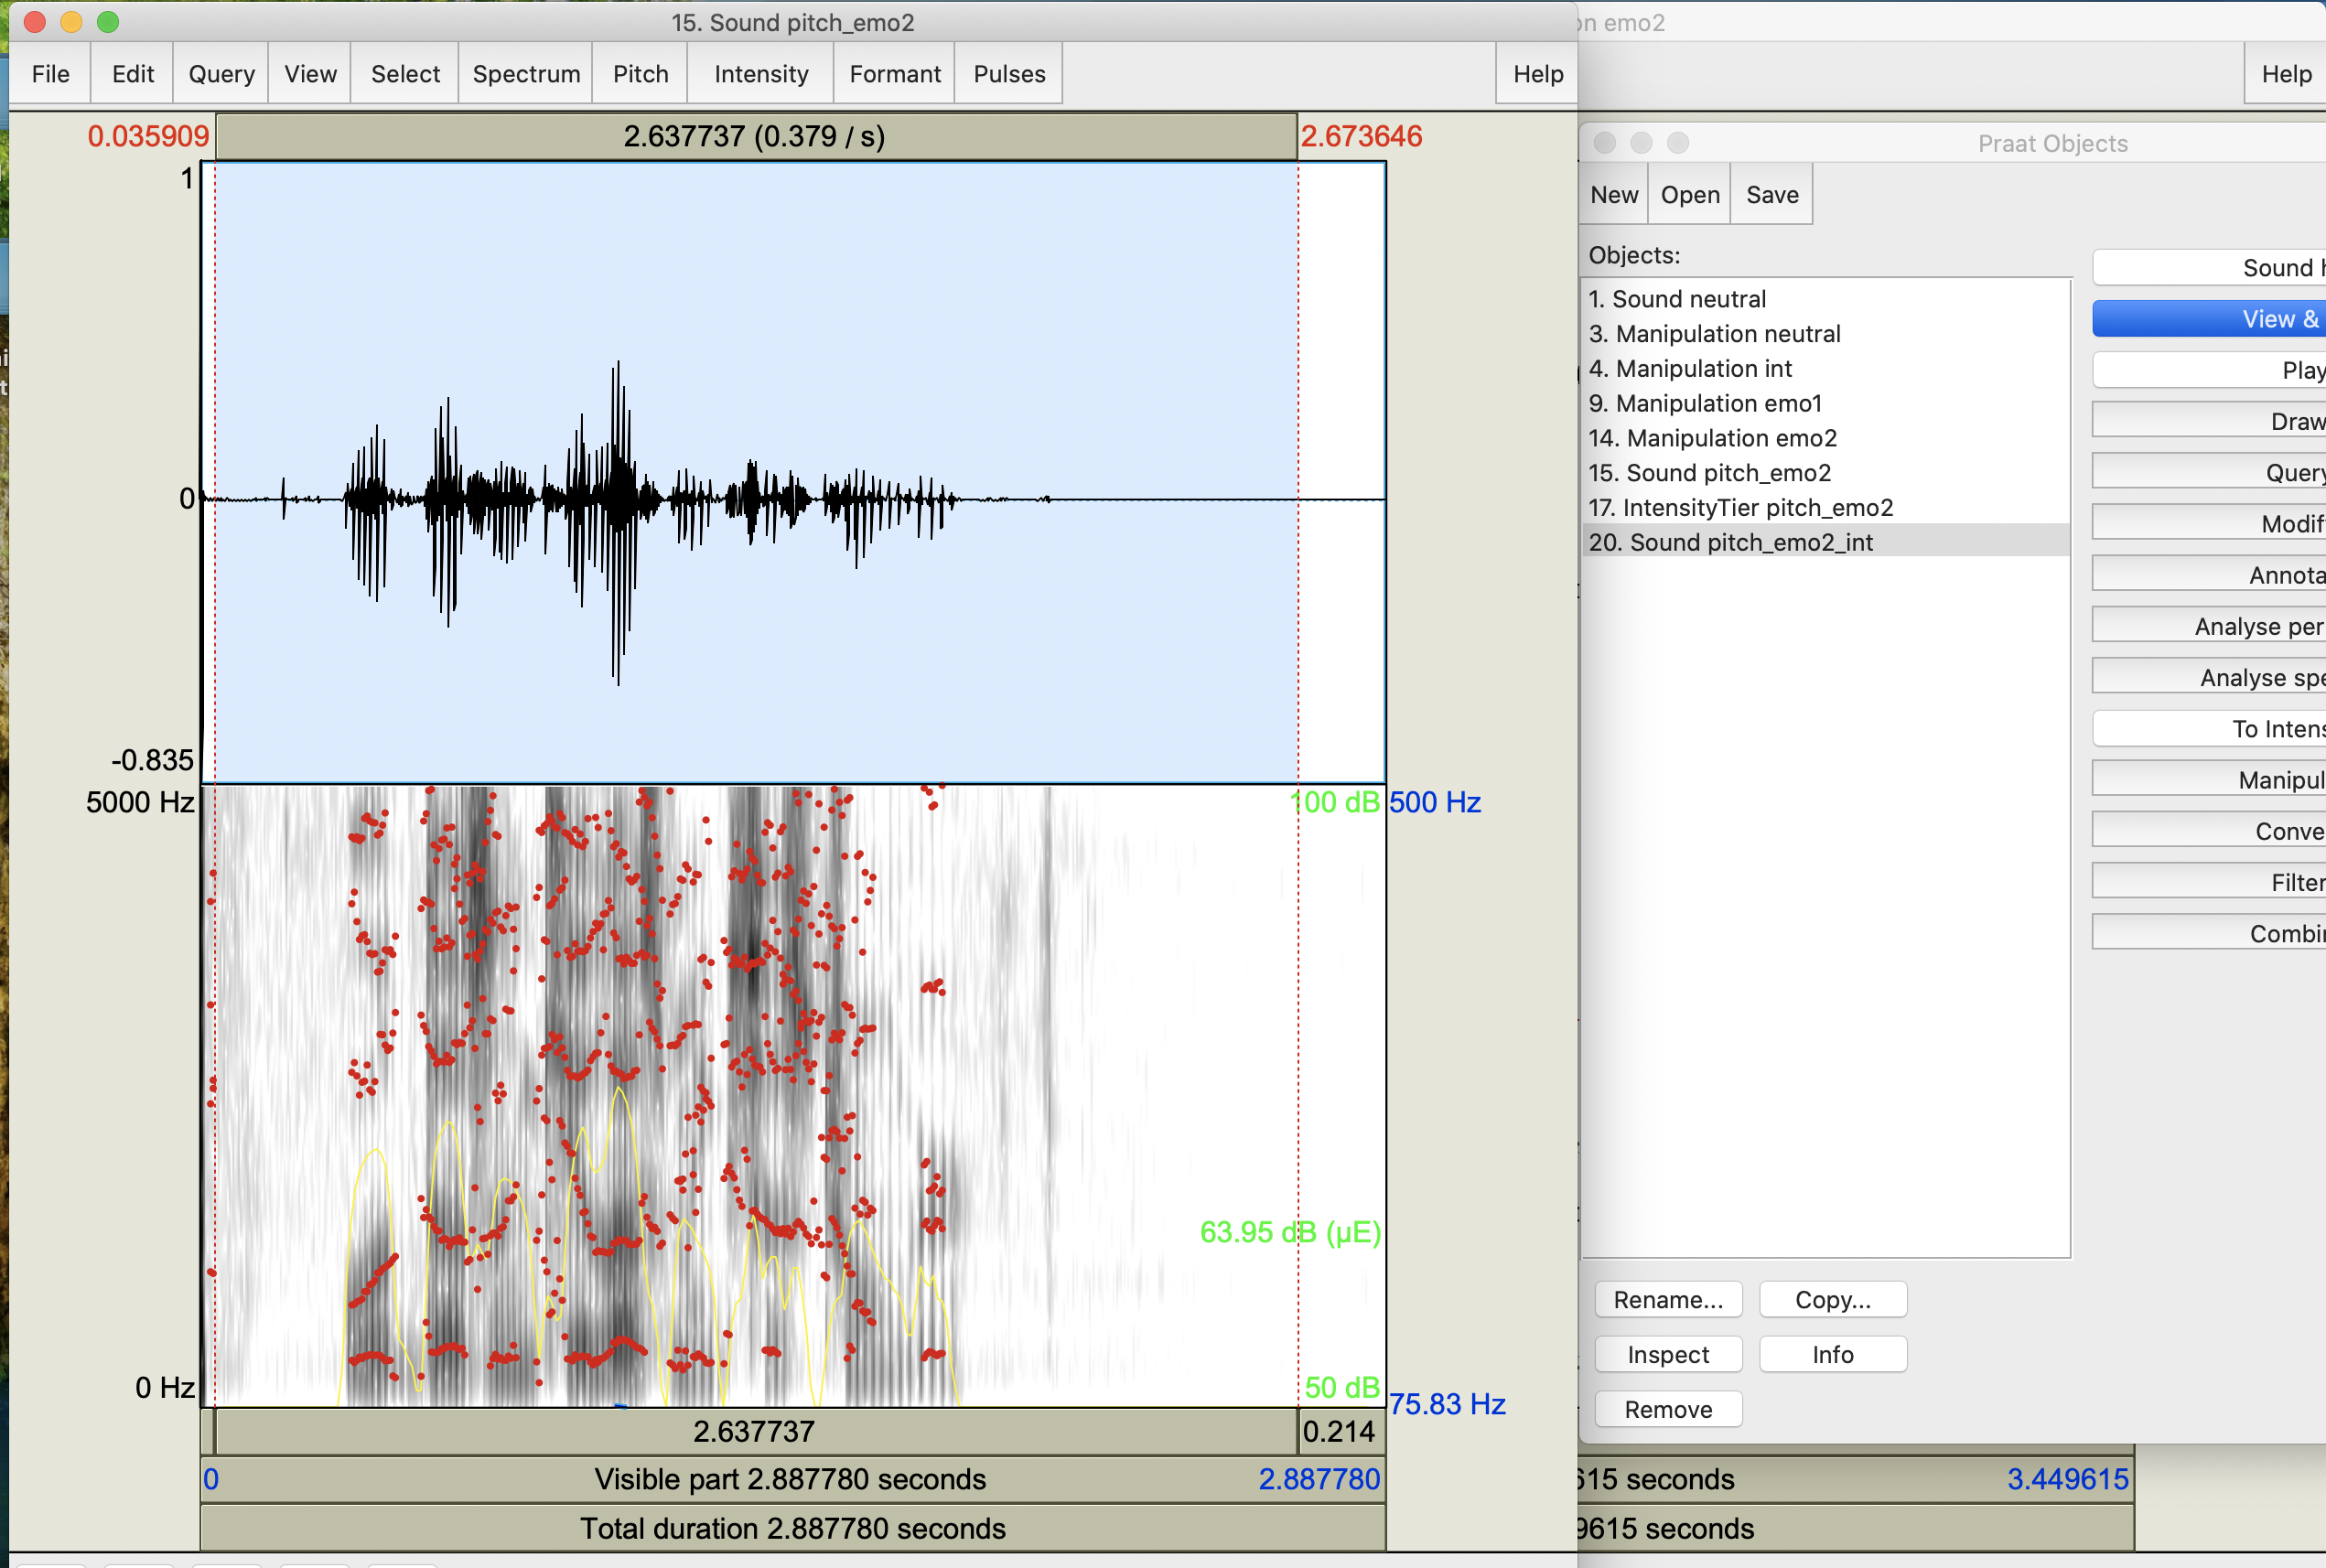 15. Sound pitch_emo2
on emo2
File Edit Query View Select Spectrum Pitch Intensity Formant Pulses Help
Help
0.035909 2.637737 (0.379 / s) 2.673646
1
0
-0.835
5000 Hz
100 dB 500 Hz
63.95 dB (µE)
0 Hz
50 dB
75.83 Hz
2.637737 0.214
0 Visible part 2.887780 seconds 2.887780
Total duration 2.887780 seconds
Praat Objects
New Open Save
Objects:
1. Sound neutral
3. Manipulation neutral
4. Manipulation int
9. Manipulation emo1
14. Manipulation emo2
15. Sound pitch_emo2
17. IntensityTier pitch_emo2
20. Sound pitch_emo2_int
Sound h
View &
Play
Draw
Query
Modif
Annota
Analyse per
Analyse spe
To Intens
Manipul
Conve
Filter
Combi
Rename... Copy...
Inspect Info
Remove
615 seconds 3.449615
9615 seconds